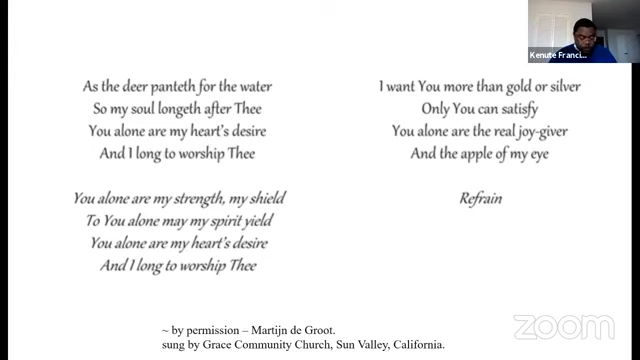 Kenute Franci...
As the deer panteth for the water
So my soul longeth after Thee
You alone are my heart's desire
And I long to worship Thee
You alone are my strength, my shield
To You alone may my spirit yield
You alone are my heart's desire
And I long to worship Thee
I want You more than gold or silver
Only You can satisfy
You alone are the real joy-giver
And the apple of my eye
Refrain
~ by permission – Martijn de Groot.
sung by Grace Community Church, Sun Valley, California.
zoom